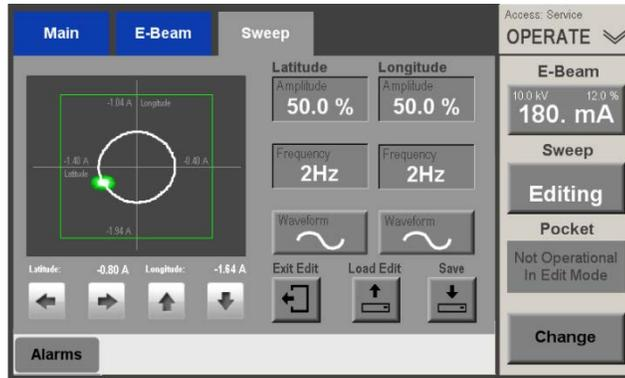 Main
E-Beam
Sweep
Access: Service
OPERATE
Latitude
Longitude
Amplitude
50.0 %
Amplitude
50.0 %
-1.04 A
Longitude
-1.40 A
-0.40 A
Latitude
-1.94 A
Frequency
2Hz
Frequency
2Hz
Waveform
Waveform
Latitude:
-0.80 A
Longitude:
-1.64 A
Exit Edit
Load Edit
Save
Alarms
E-Beam
10.0 kV
12.0 %
180. mA
Sweep
Editing
Pocket
Not Operational
In Edit Mode
Change